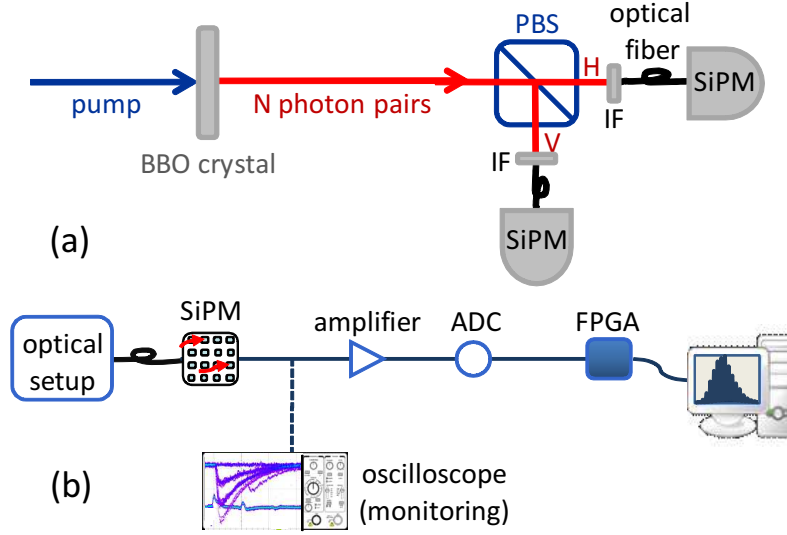 PBS
optical
fiber
H
SiPM
pump
N photon pairs
IF
V
IF
BBO crystal
SiPM
(a)
SiPM
amplifier
ADC
FPGA
optical
setup
oscilloscope
(monitoring)
(b)